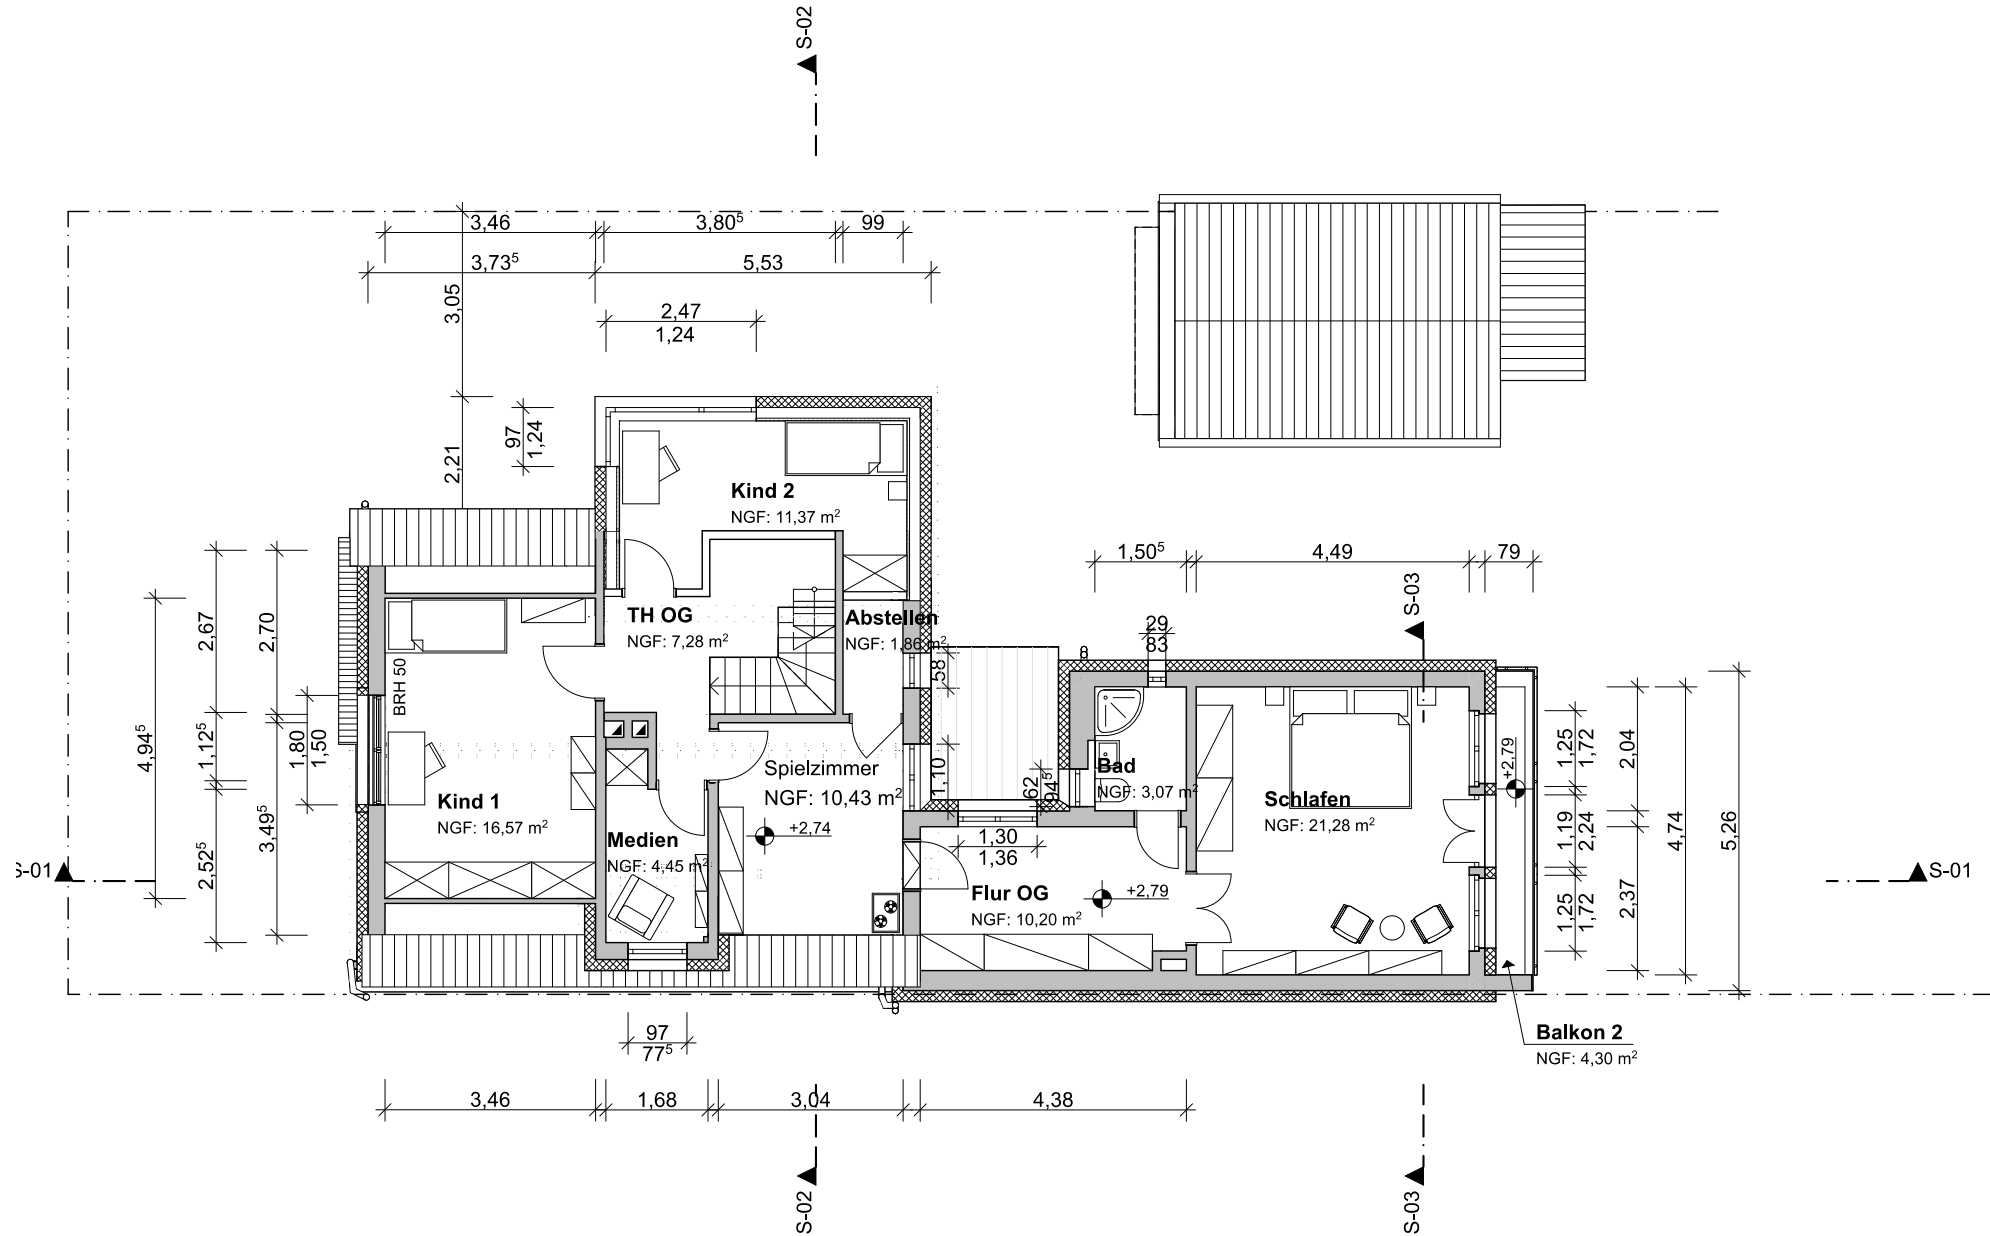 S-02
3,46
3,80⁵
99
3,73⁵
5,53
3,05
2,47
1,24
97
1,24
2,21
Kind 2
NGF: 11,37 m²
1,50⁵
4,49
79
S-03
29
83
2,67
2,70
TH OG
NGF: 7,28 m²
Abstellen
NGF: 1,86 m²
58
BRH 50
4,94⁵
1,12⁵
1,80
1,50
Spielzimmer
NGF: 10,43 m²
1,10
62
94⁵
Bad
NGF: 3,07 m²
+2,79
1,25
1,72
2,04
Kind 1
NGF: 16,57 m²
+2,74
Schlafen
NGF: 21,28 m²
3,49⁵
2,52⁵
Medien
NGF: 4,45 m²
1,30
1,36
1,19
2,24
4,74
5,26
S-01
Flur OG
NGF: 10,20 m²
+2,79
1,25
1,72
2,37
S-01
97
77⁵
Balkon 2
NGF: 4,30 m²
3,46
1,68
3,04
4,38
S-02
S-03